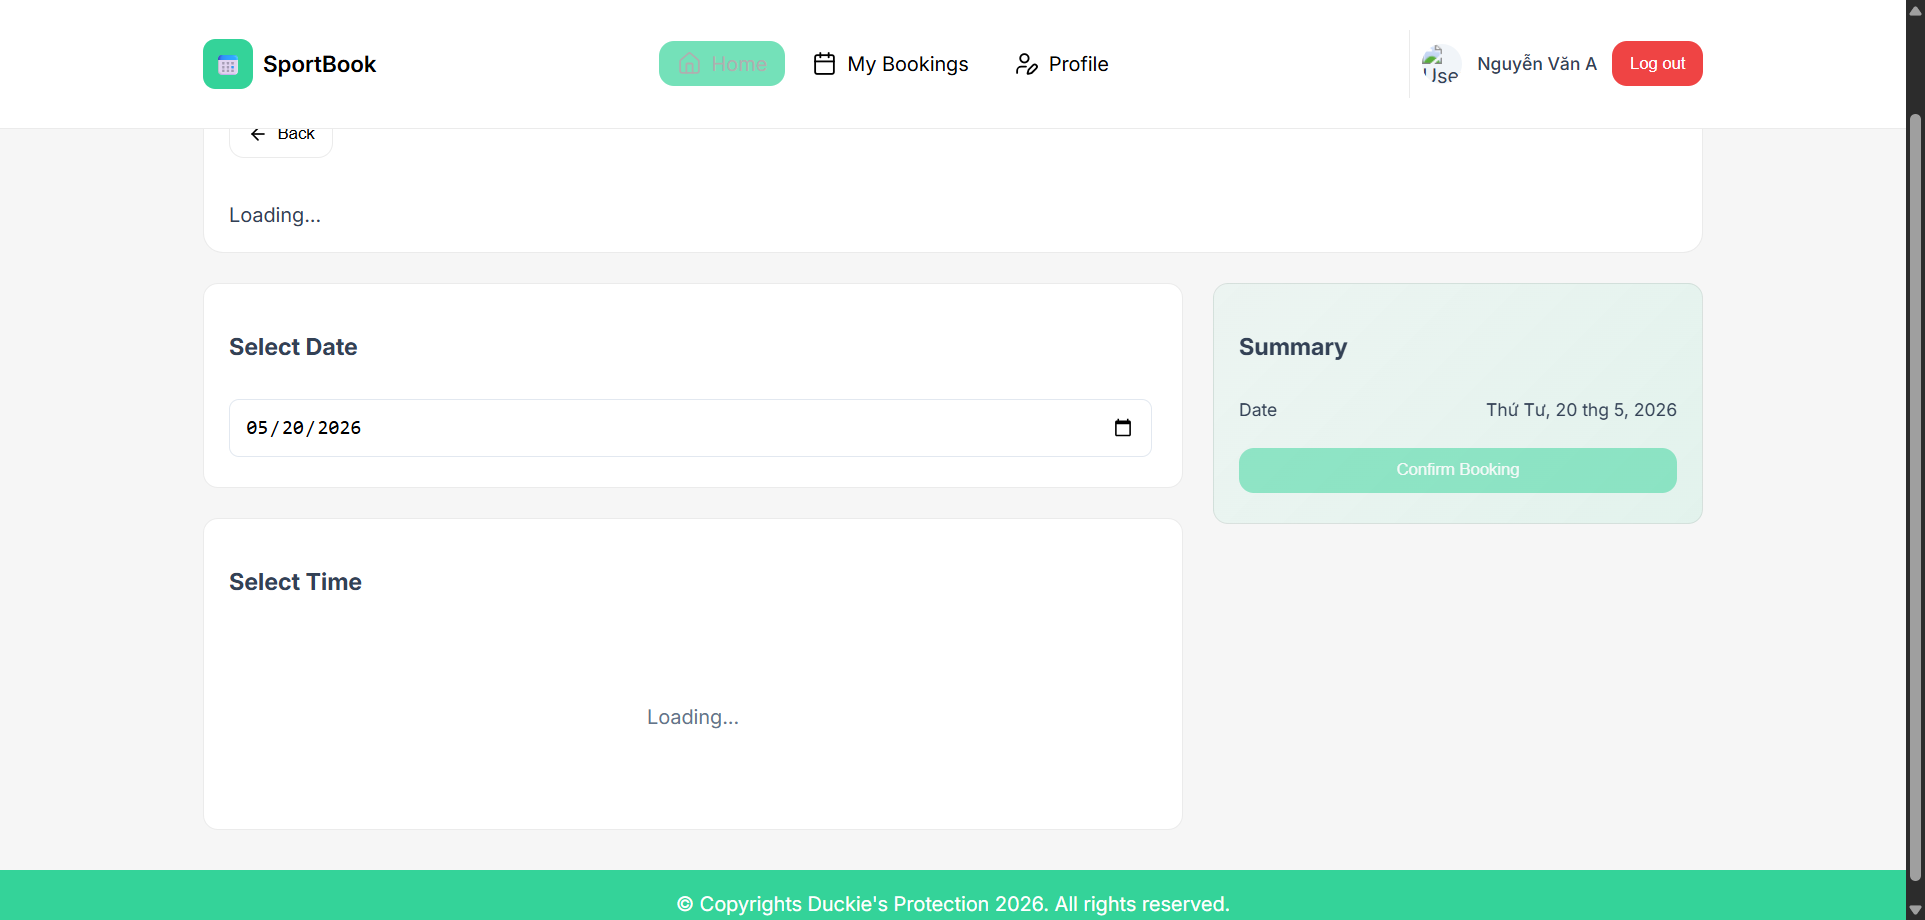 SportBook
Home
My Bookings
Profile
Use
Nguyễn Văn A
Log out
Back
Loading...
Select Date
05/20/2026
Summary
Date
Thứ Tư, 20 thg 5, 2026
Confirm Booking
Select Time
Loading...
© Copyrights Duckie's Protection 2026. All rights reserved.